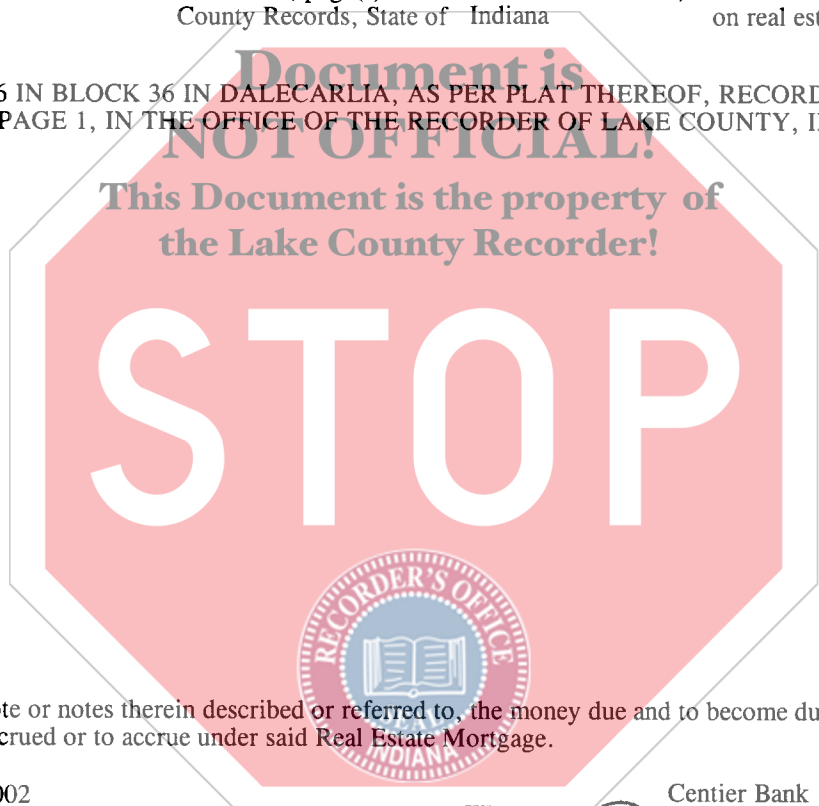 County Records, State of Indiana on real est
Document is
6 IN BLOCK 36 IN DALECARLIA, AS PER PLAT THEREOF, RECORD
PAGE 1, IN THE OFFICE OF THE RECORDER OF LAKE COUNTY, I
NOT OFFICIAL!
This Document is the property of
the Lake County Recorder!
STOP
RECORDER'S OFFICE
SEAL
INDIANA
te or notes therein described or referred to, the money due and to become du
crued or to accrue under said Real Estate Mortgage.
002 Centier Bank